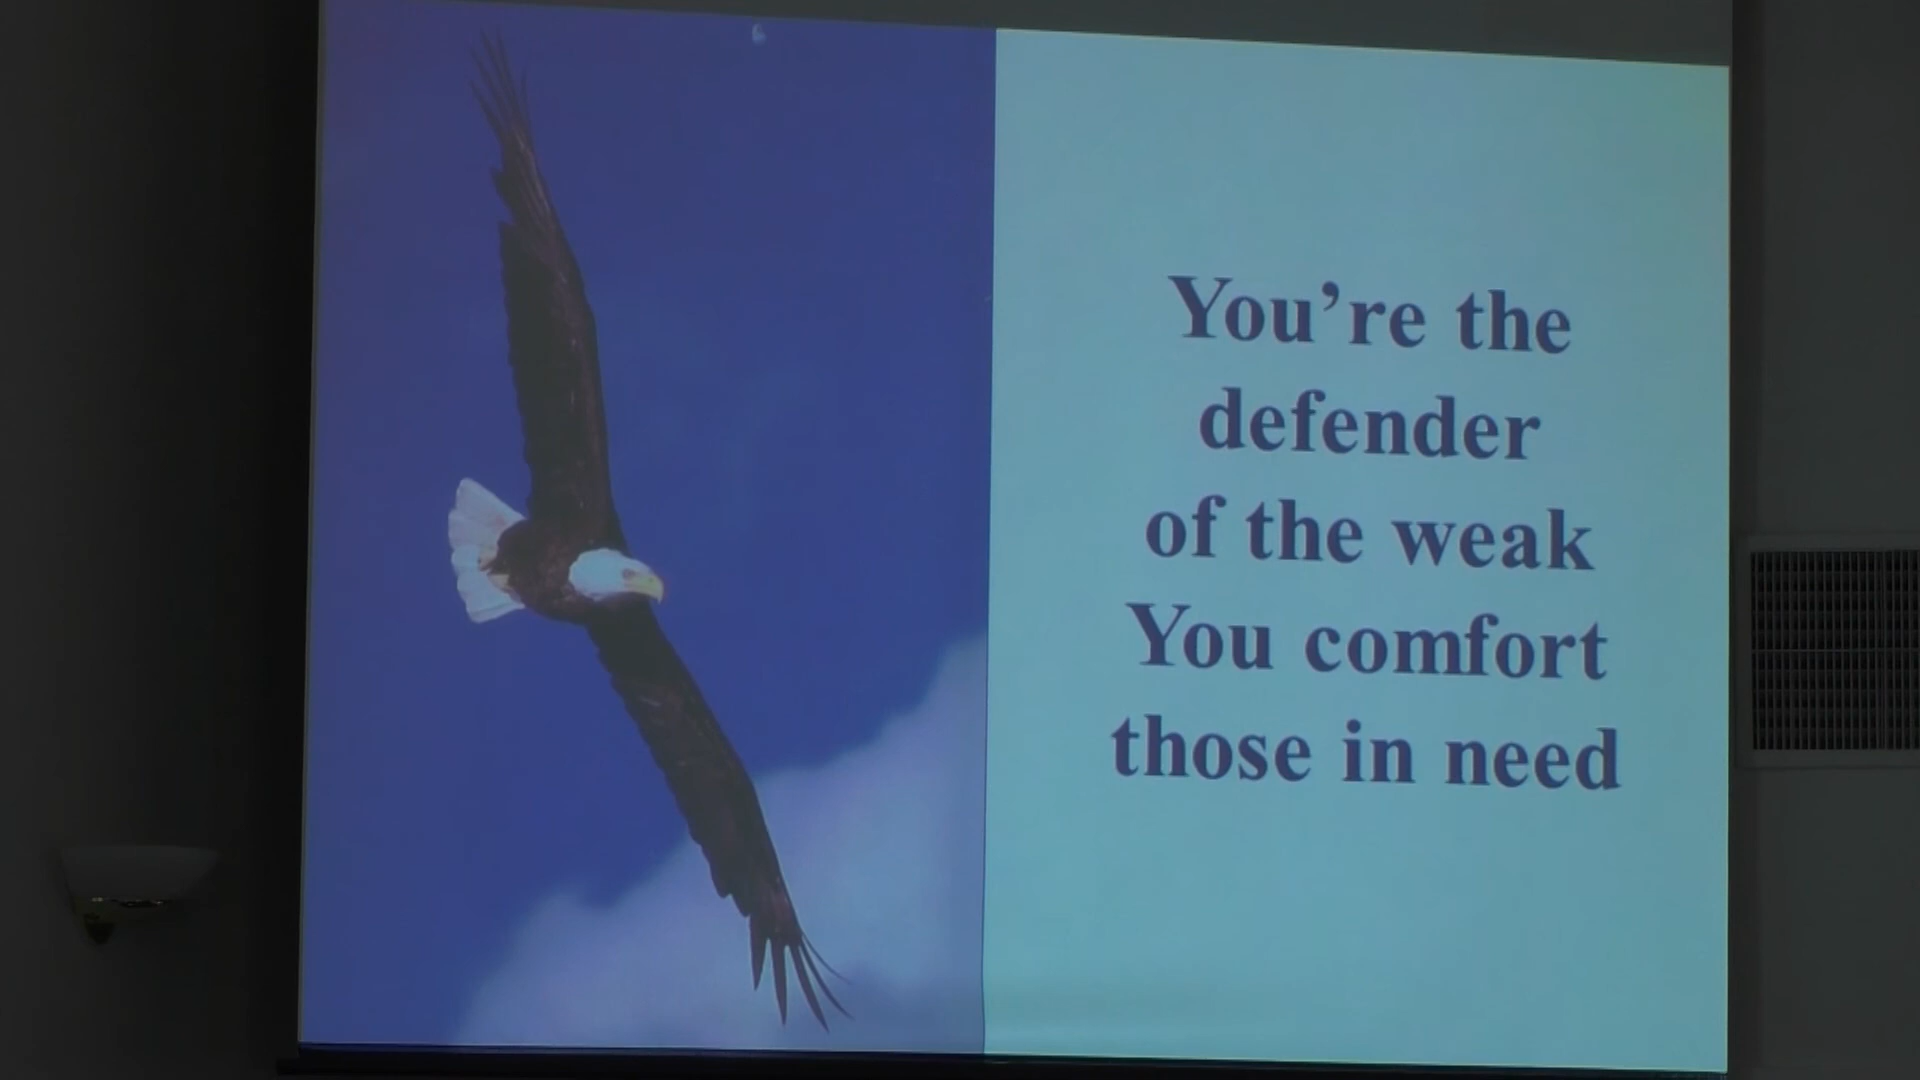 You’re the
defender
of the weak
You comfort
those in need